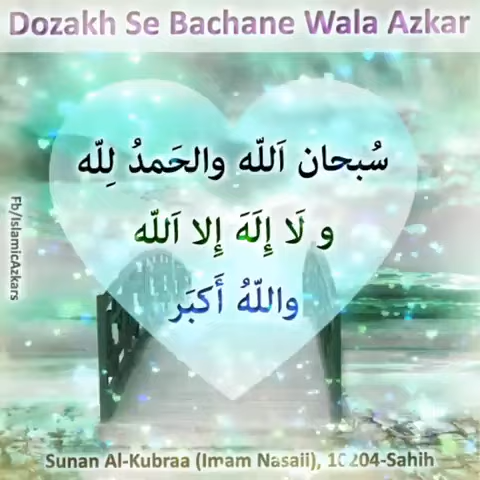 Dozakh Se Bachane Wala Azkar
سُبحان اَللّه والحَمدُ لِلّه
و لَا إِلَهَ إِلا اَللّه
واللّهُ أَكبَر
Fb/IslamicAzkars
Sunan Al-Kubraa (Imam Nasaii), 10204-Sahih